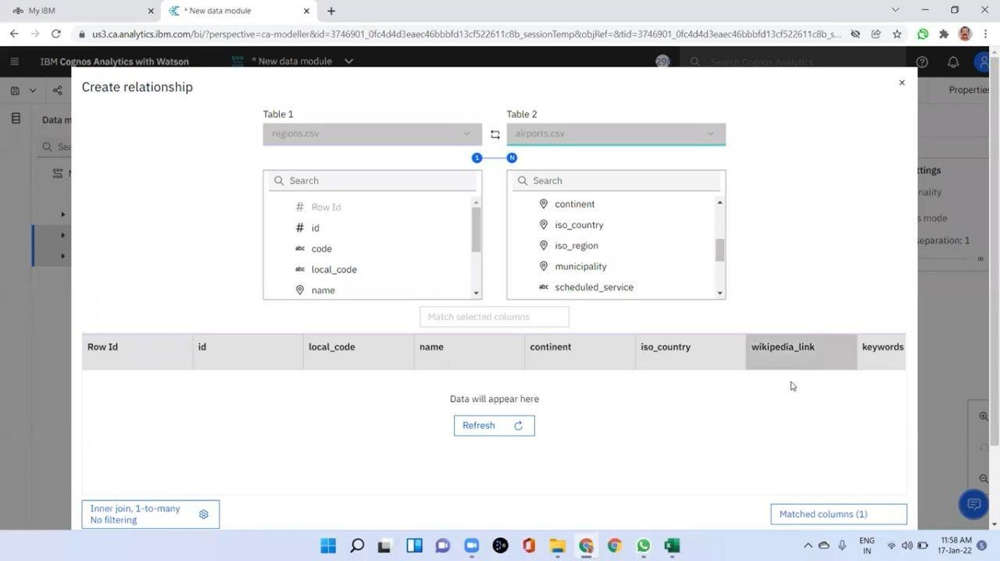 My IBM
* New data module
us3.ca.analytics.ibm.com/bi/?perspective=ca-modeller&id=3746901_0fc4d4d3eaec46bbbfd13cf522611c8b_sessionTemp&objRef=&tid=3746901_0fc4d4d3eaec46bbbfd13cf522611c8b_s...
IBM Cognos Analytics with Watson
* New data module
Search Cognos Analytics
Create relationship
Properties
Data m
Table 1
Table 2
regions.csv
airports.csv
Sea
1
N
Search
Search
ttings
Row Id
id
code
local_code
name
continent
iso_country
iso_region
municipality
scheduled_service
nality
s mode
eparation: 1
Match selected columns
Row Id
id
local_code
name
continent
iso_country
wikipedia_link
keywords
Data will appear here
Refresh
Inner join, 1-to-many
No filtering
Matched columns (1)
ENG
IN
11:58 AM
17-Jan-22
5